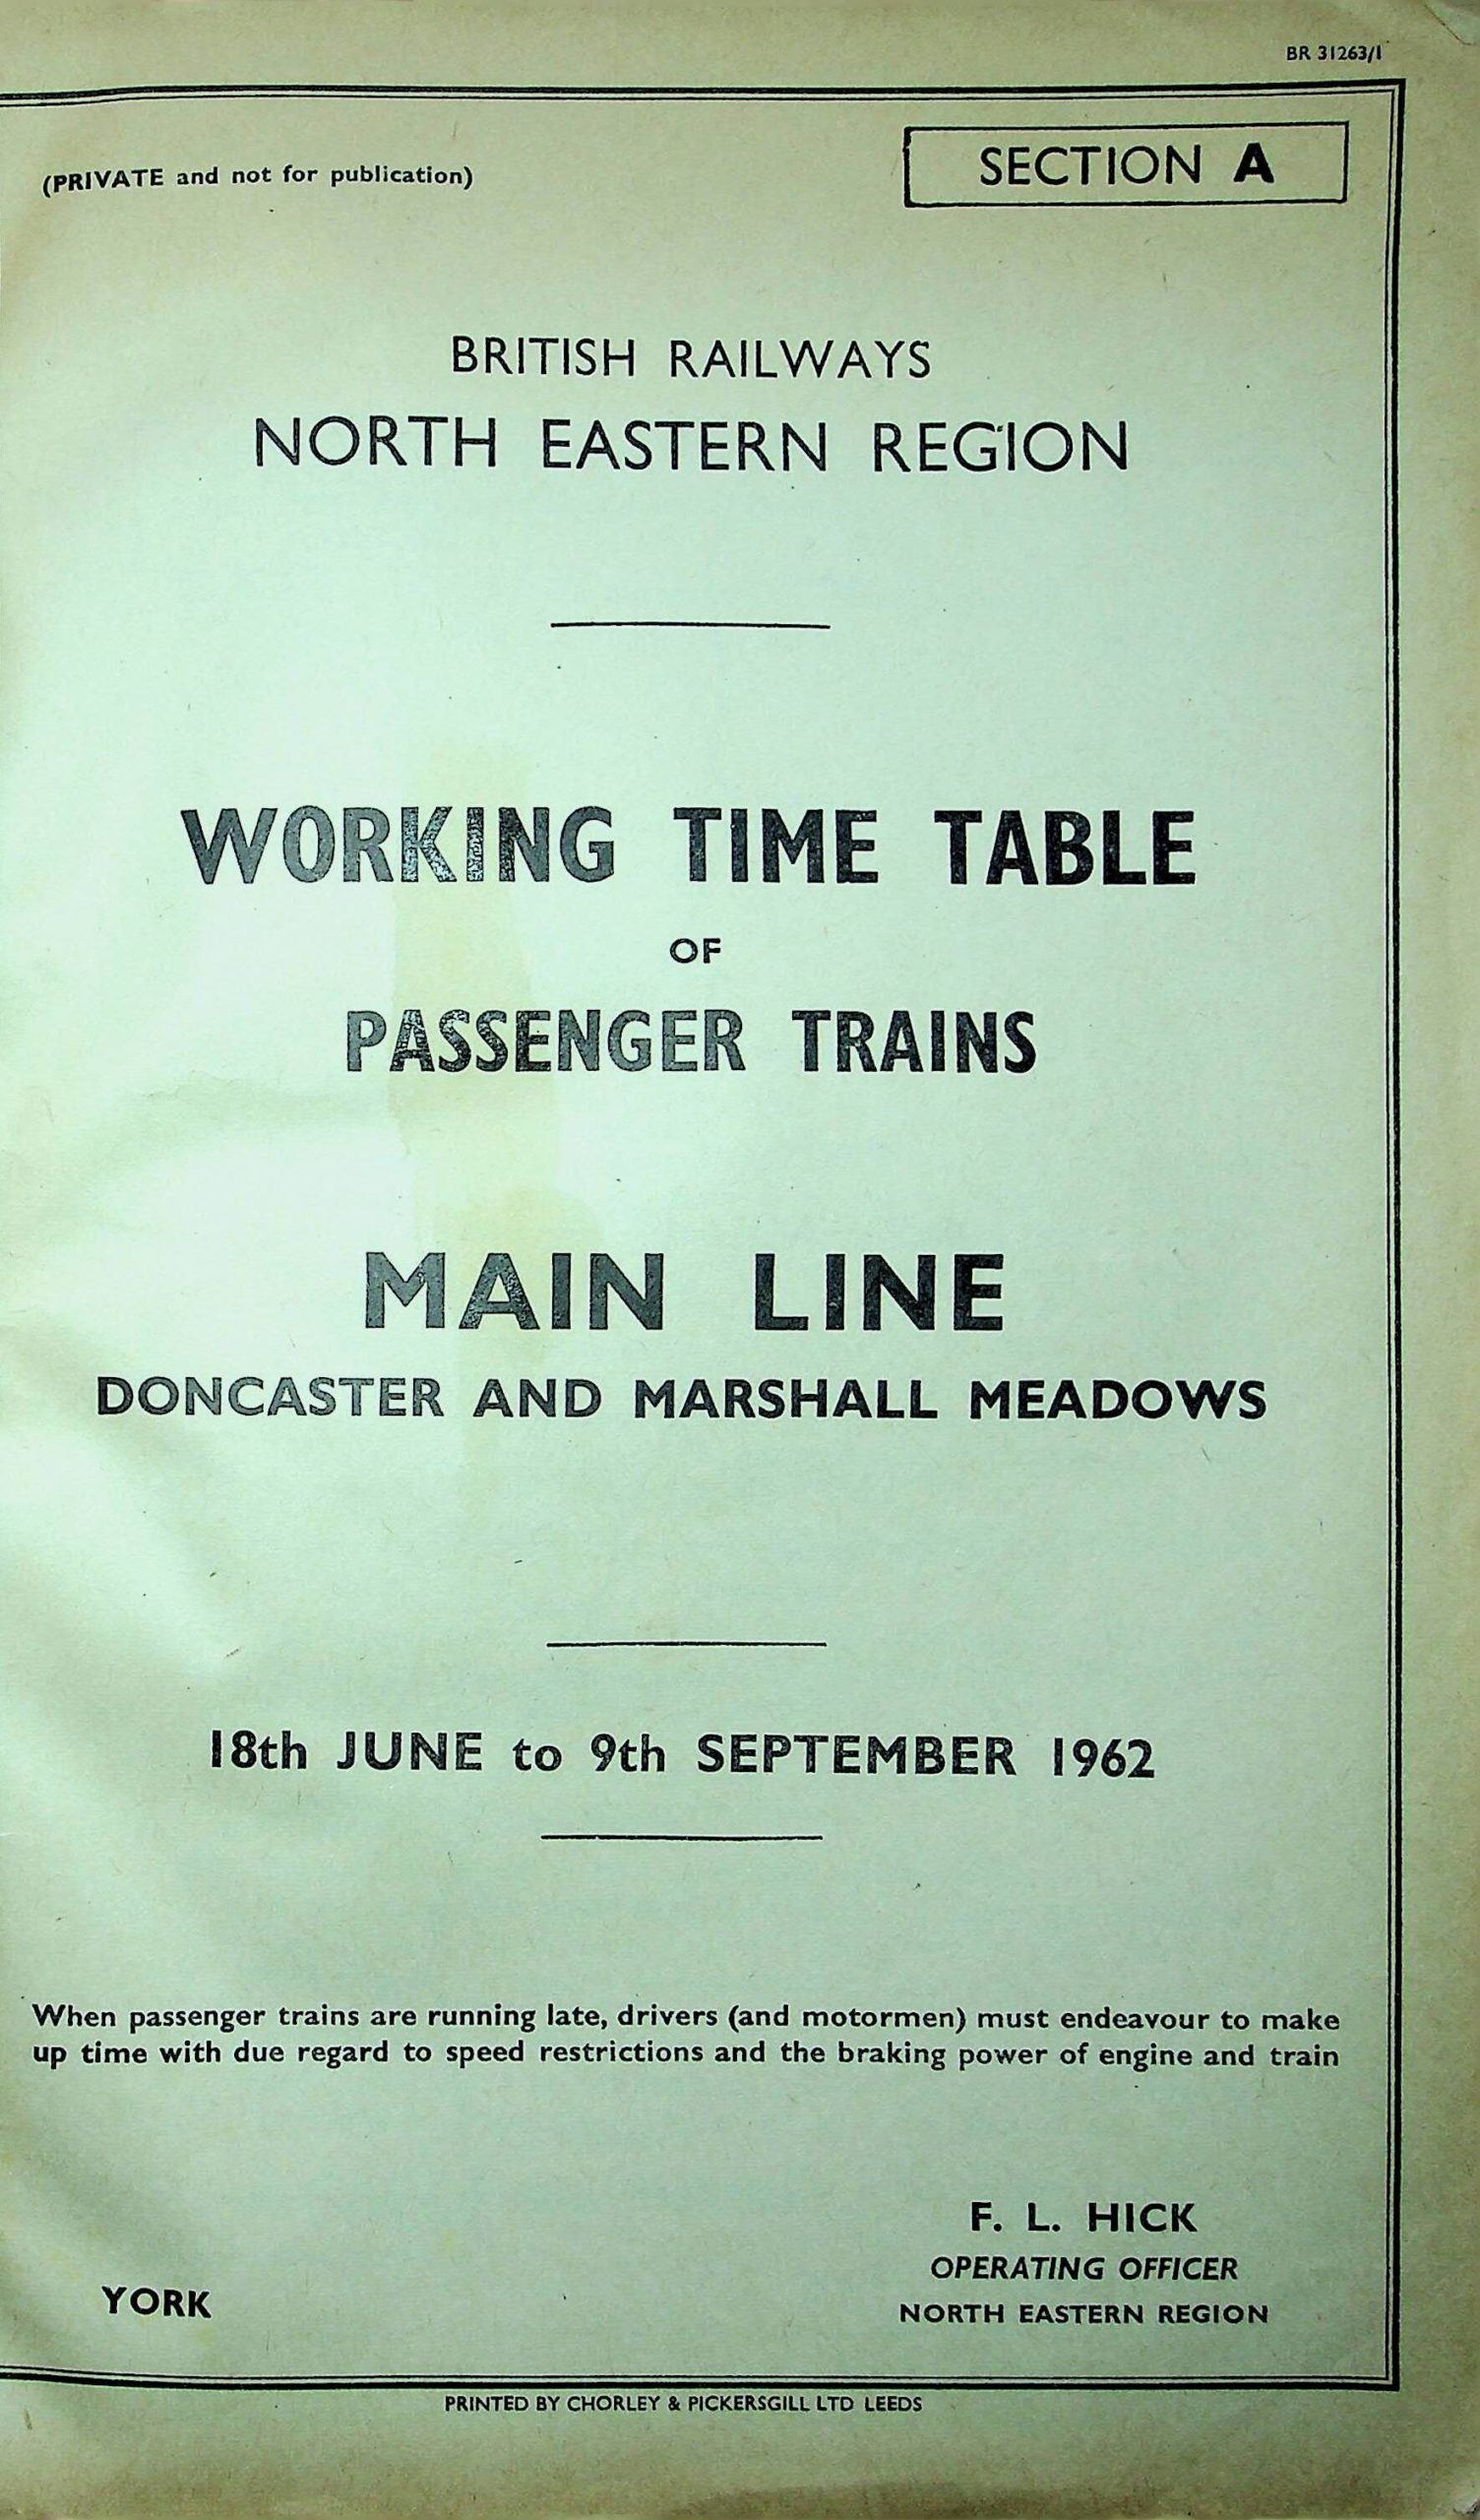 BR 31263/1
(PRIVATE and not for publication)
SECTION A
BRITISH RAILWAYS
NORTH EASTERN REGION
WORKING TIME TABLE
OF
PASSENGER TRAINS
MAIN LINE
DONCASTER AND MARSHALL MEADOWS
18th JUNE to 9th SEPTEMBER 1962
When passenger trains are running late, drivers (and motormen) must endeavour to make
up time with due regard to speed restrictions and the braking power of engine and train
F. L. HICK
OPERATING OFFICER
YORK
NORTH EASTERN REGION
PRINTED BY CHORLEY & PICKERSGILL LTD LEEDS